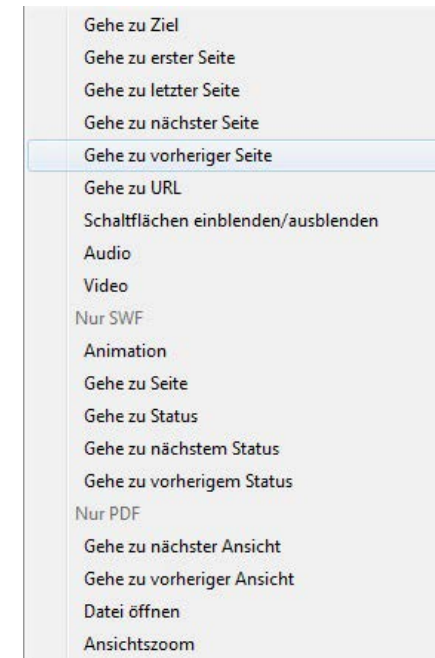 Gehe zu Ziel
Gehe zu erster Seite
Gehe zu letzter Seite
Gehe zu nächster Seite
Gehe zu vorheriger Seite
Gehe zu URL
Schaltflächen einblenden/ausblenden
Audio
Video
Nur SWF
Animation
Gehe zu Seite
Gehe zu Status
Gehe zu nächstem Status
Gehe zu vorherigem Status
Nur PDF
Gehe zu nächster Ansicht
Gehe zu vorheriger Ansicht
Datei öffnen
Ansichtszoom